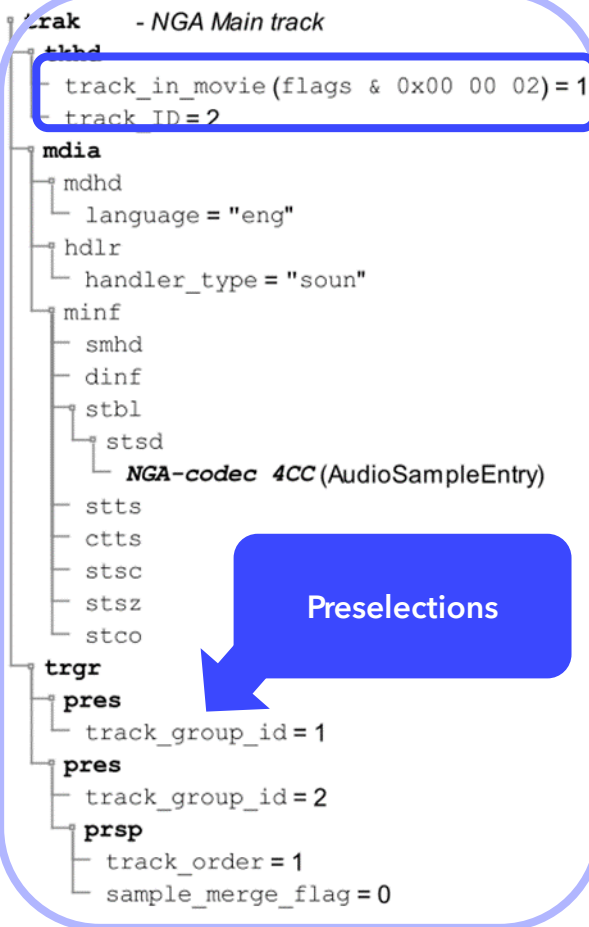 trak - NGA Main track
tkhd
track_in_movie(flags & 0x00 00 02) = 1
track_ID = 2
mdia
mdhd
language = "eng"
hdlr
handler_type = "soun"
minf
smhd
dinf
stbl
stsd
NGA-codec 4CC (AudioSampleEntry)
stts
ctts
stsc
stsz
stco
Preselections
trgr
pres
track_group_id = 1
pres
track_group_id = 2
prsp
track_order = 1
sample_merge_flag = 0